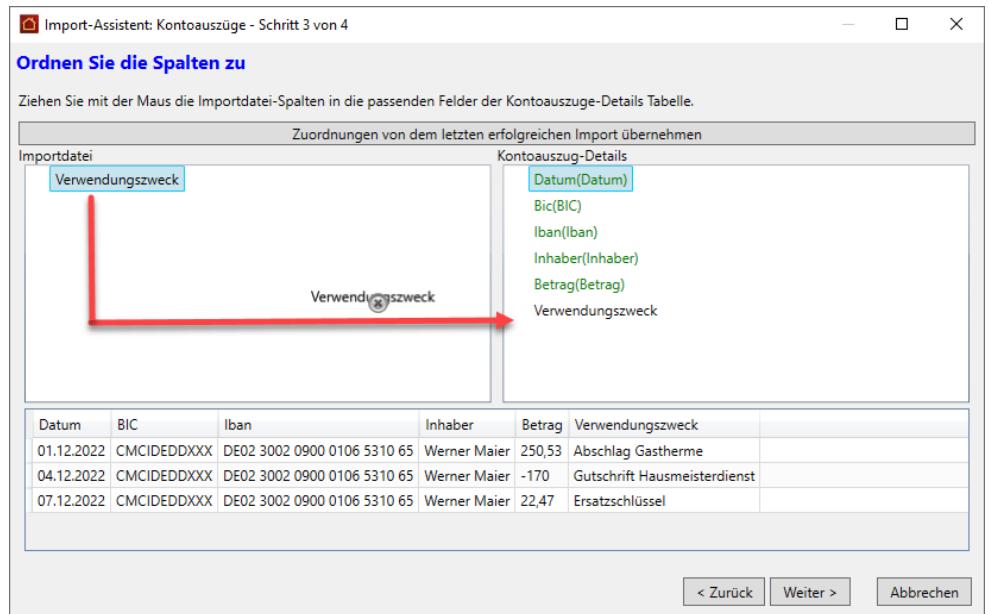 Import-Assistent: Kontoauszüge - Schritt 3 von 4
Ordnen Sie die Spalten zu
Ziehen Sie mit der Maus die Importdatei-Spalten in die passenden Felder der Kontoauszuge-Details Tabelle.
Zuordnungen von dem letzten erfolgreichen Import übernehmen
Importdatei
Verwendungszweck
Verwendungszweck
Kontoauszug-Details
Datum(Datum)
Bic(BIC)
Iban(Iban)
Inhaber(Inhaber)
Betrag(Betrag)
Verwendungszweck
Datum BIC Iban Inhaber Betrag Verwendungszweck
01.12.2022 CMCIDEDDXXX DE02 3002 0900 0106 5310 65 Werner Maier 250,53 Abschlag Gastherme
04.12.2022 CMCIDEDDXXX DE02 3002 0900 0106 5310 65 Werner Maier -170 Gutschrift Hausmeisterdienst
07.12.2022 CMCIDEDDXXX DE02 3002 0900 0106 5310 65 Werner Maier 22,47 Ersatzschlüssel
< Zurück Weiter > Abbrechen